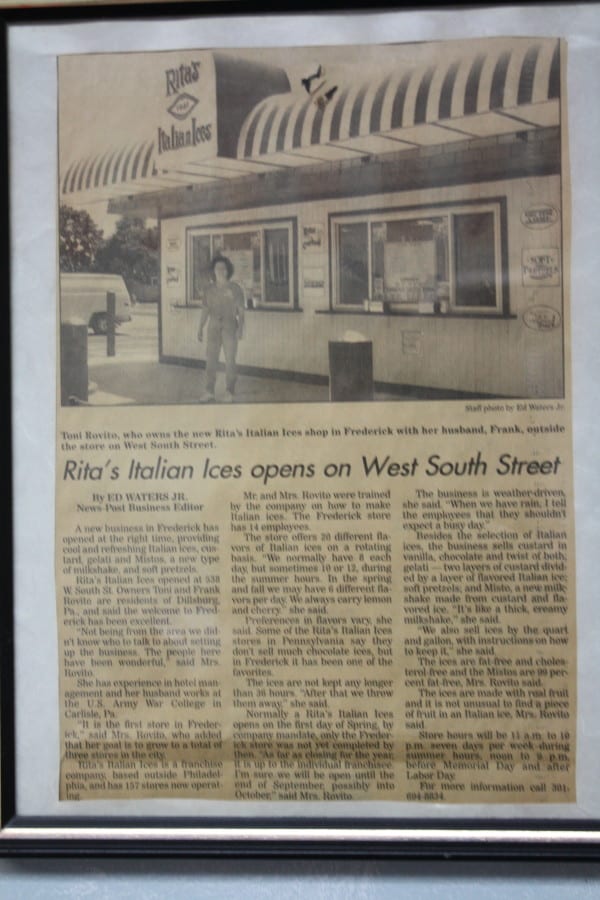 Rita's
Italian Ices
Staff photo by Ed Waters Jr.
Toni Rovito, who owns the new Rita's Italian Ices shop in Frederick with her husband, Frank, outside
the store on West South Street.
Rita's Italian Ices opens on West South Street
By ED WATERS JR.
News-Post Business Editor
A new business in Frederick has
opened at the right time, providing
cool and refreshing Italian ices, cus-
tard, gelati and Mistos, a new type
of milkshake, and soft pretzels.
Rita's Italian Ices opened at 538
W. South St. Owners Toni and Frank
Rovito are residents of Dillsburg,
Pa., and said the welcome to Fred-
erick has been excellent.
"Not being from the area we did-
n't know who to talk to about setting
up the business. The people here
have been wonderful," said Mrs.
Rovito.
She has experience in hotel man-
agement and her husband works at
the U.S. Army War College in
Carlisle, Pa.
"It is the first store in Freder-
ick," said Mrs. Rovito, who added
that her goal is to grow to a total of
three stores in the city.
Rita's Italian Ices is a franchise
company, based outside Philadel-
phia, and has 157 stores now operat-
ing.
Mr. and Mrs. Rovito were trained
by the company on how to make
Italian ices. The Frederick store
has 14 employees.
The store offers 20 different fla-
vors of Italian ices on a rotating
basis. "We normally have 8 each
day, but sometimes 10 or 12, during
the summer hours. In the spring
and fall we may have 6 different fla-
vors per day. We always carry lemon
and cherry," she said.
Preferences in flavors vary, she
said. Some of the Rita's Italian Ices
stores in Pennsylvania say they
don't sell much chocolate ices, but
in Frederick it has been one of the
favorites.
The ices are not kept any longer
than 36 hours. "After that we throw
them away," she said.
Normally a Rita's Italian Ices
opens on the first day of Spring, by
company mandate, only the Freder-
ick store was not yet completed by
then. "As far as closing for the year,
it is up to the individual franchisee.
I'm sure we will be open until the
end of September, possibly into
October," said Mrs. Rovito.
The business is weather-driven,
she said. "When we have rain, I tell
the employees that they shouldn't
expect a busy day."
Besides the selection of Italian
ices, the business sells custard in
vanilla, chocolate and twist of both;
gelati — two layers of custard divid-
ed by a layer of flavored Italian ice;
soft pretzels; and Misto, a new milk-
shake made from custard and fla-
vored ice. "It's like a thick, creamy
milkshake," she said.
"We also sell ices by the quart
and gallon, with instructions on how
to keep it," she said.
The ices are fat-free and choles-
terol-free and the Mistos are 99 per-
cent fat-free, Mrs. Rovito said.
The ices are made with real fruit
and it is not unusual to find a piece
of fruit in an Italian ice, Mrs. Rovito
said.
Store hours will be 11 a.m. to 10
p.m. seven days per week during
summer hours, noon to 9 p.m.
before Memorial Day and after
Labor Day.
For more information call 301-
694-8834.